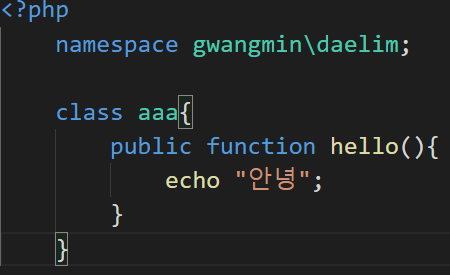 <?php
    namespace gwangmin\daelim;

    class aaa{
        public function hello(){
            echo "안녕";
        }
    }